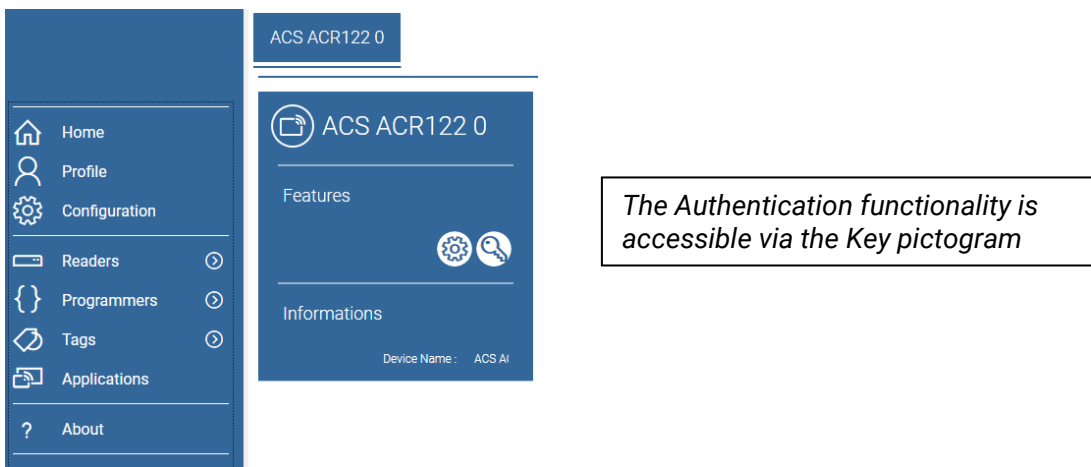 ACS ACR122 0
Home
Profile
Configuration
Readers
{ } Programmers
Tags
Applications
? About
ACS ACR122 0
Features
Informations
Device Name : ACS A
The Authentication functionality is
accessible via the Key pictogram